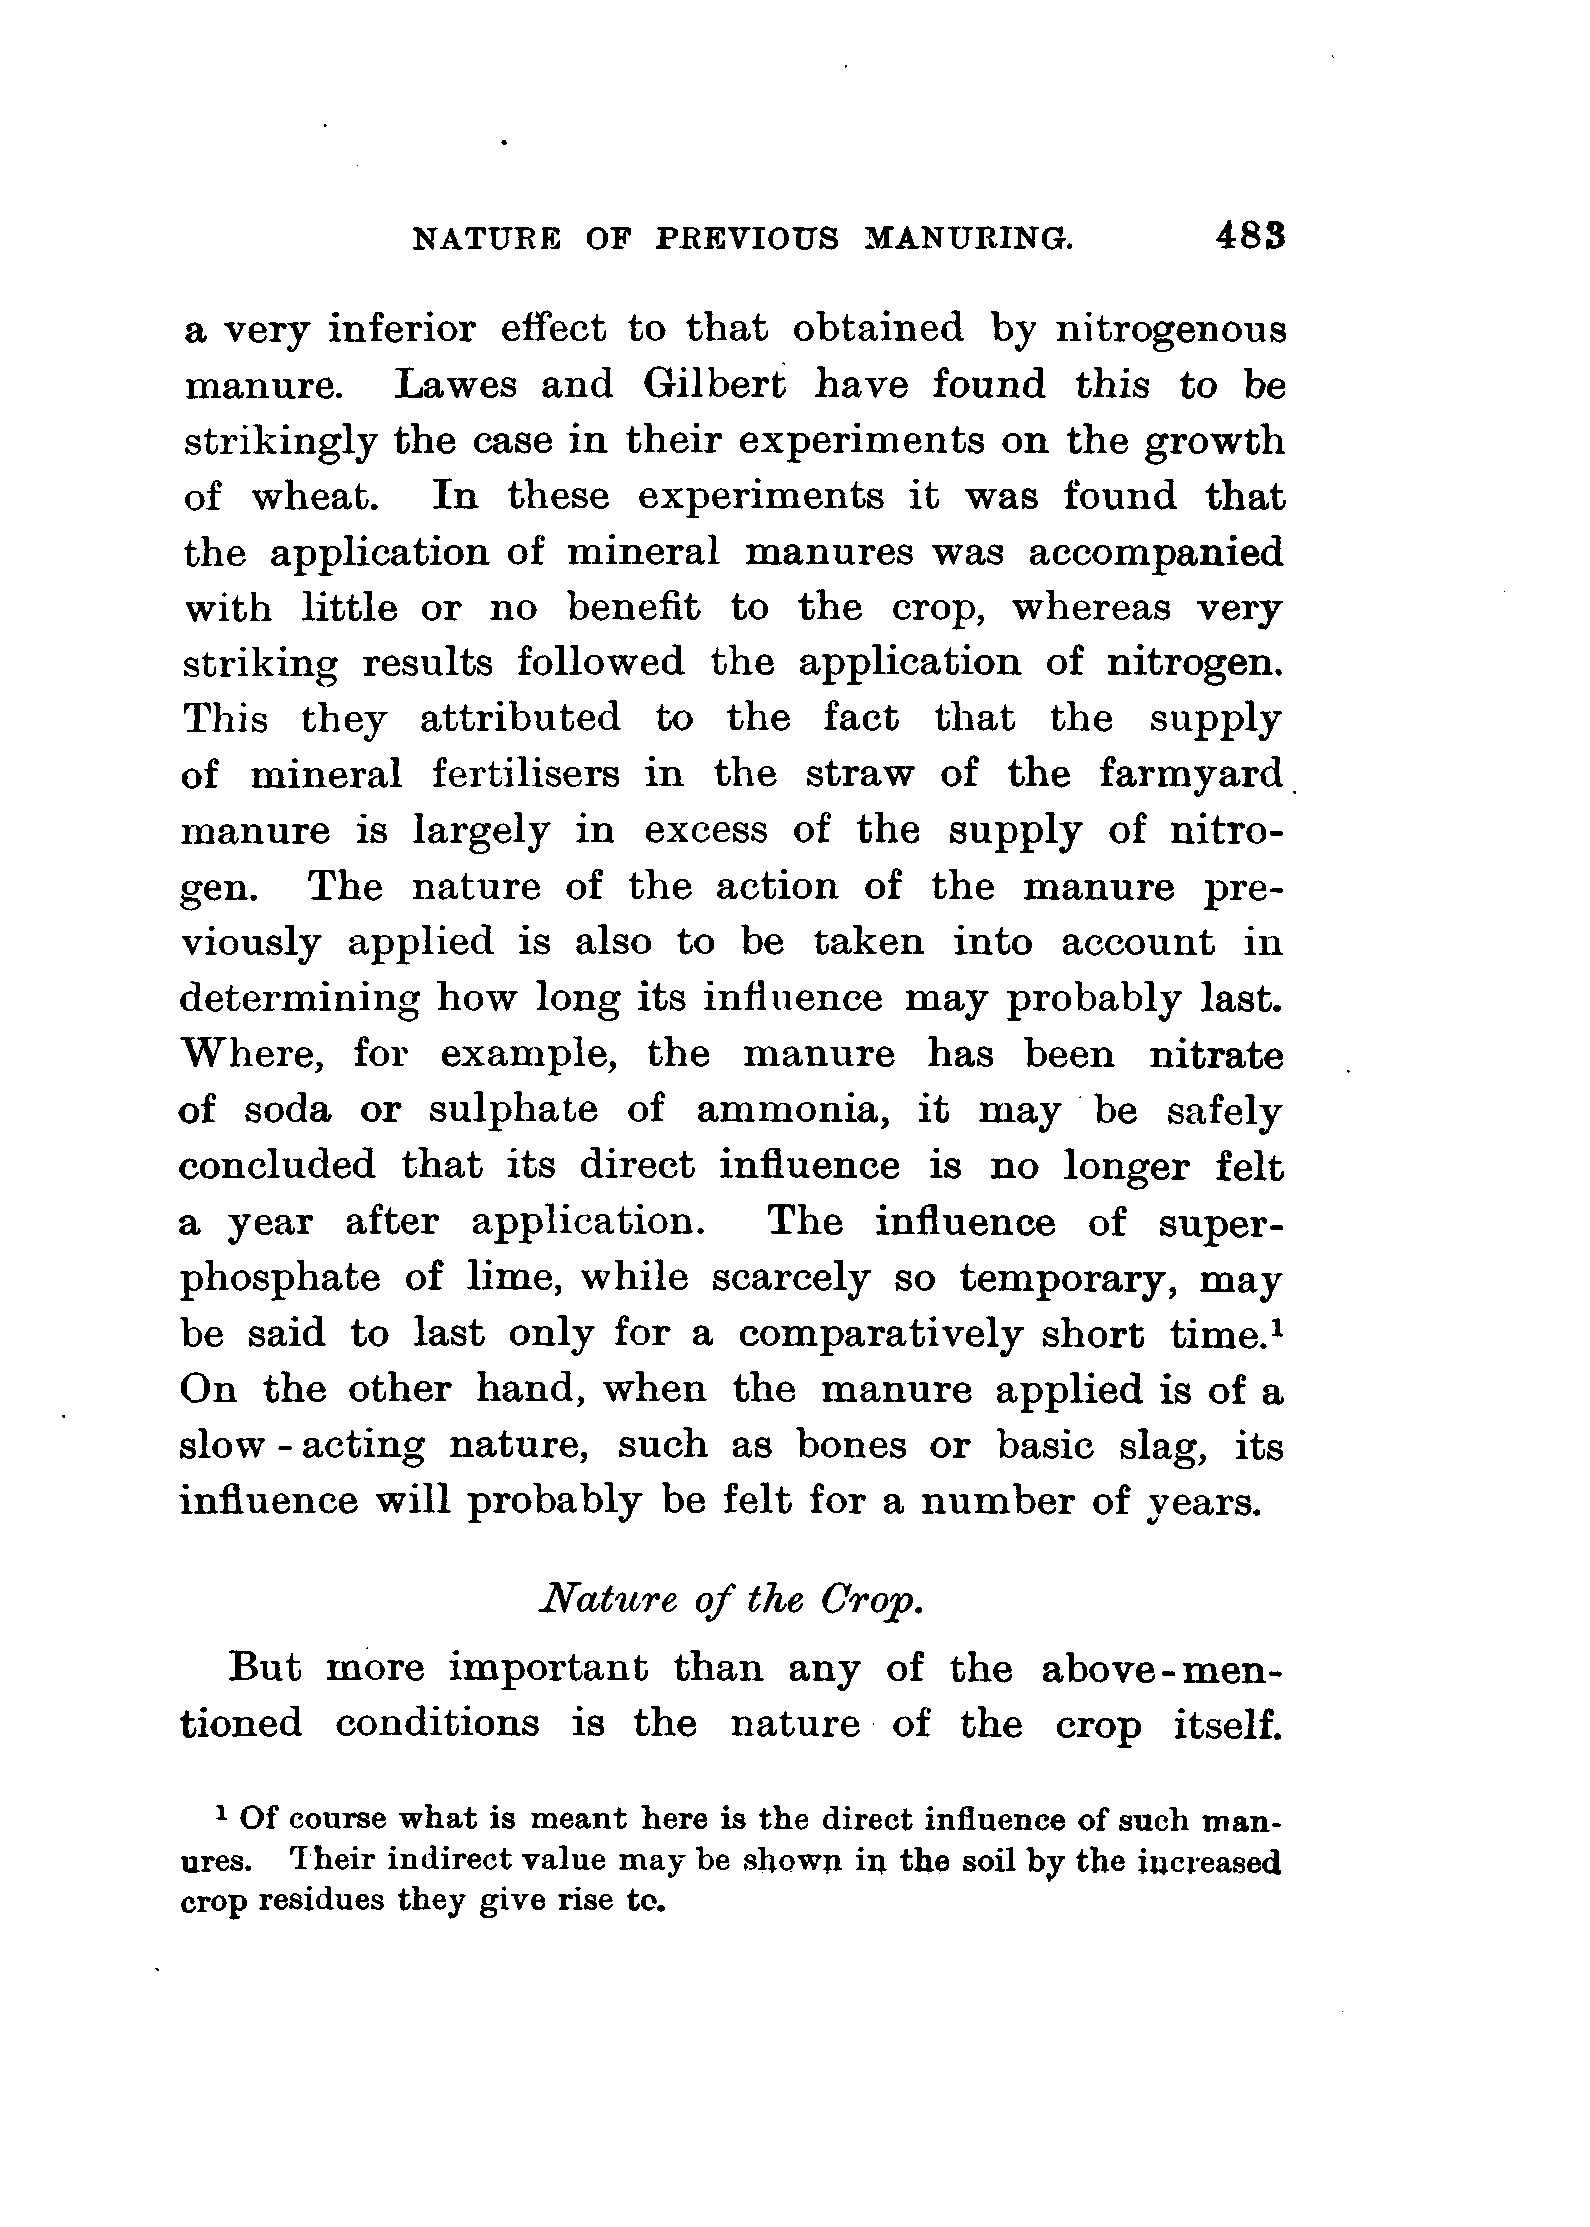 NATURE OF PREVIOUS MANURING. 483
a very inferior effect to that obtained by nitrogenous
manure. Lawes and Gilbert have found this to be
strikingly the case in their experiments on the growth
of wheat. In these experiments it was found that
the application of mineral manures was accompanied
with little or no benefit to the crop, whereas very
striking results followed the application of nitrogen.
This they attributed to the fact that the supply
of mineral fertilisers in the straw of the farmyard
manure is largely in excess of the supply of nitro-
gen. The nature of the action of the manure pre-
viously applied is also to be taken into account in
determining how long its influence may probably last.
Where, for example, the manure has been nitrate
of soda or sulphate of ammonia, it may be safely
concluded that its direct influence is no longer felt
a year after application. The influence of super-
phosphate of lime, while scarcely so temporary, may
be said to last only for a comparatively short time.¹
On the other hand, when the manure applied is of a
slow-acting nature, such as bones or basic slag, its
influence will probably be felt for a number of years.
Nature of the Crop.
But more important than any of the above-men-
tioned conditions is the nature of the crop itself.
¹ Of course what is meant here is the direct influence of such man-
ures. Their indirect value may be shown in the soil by the increased
crop residues they give rise to.